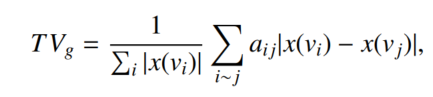 $$TV_g = \frac{1}{\sum_i |x(v_i)|} \sum_{i \sim j} a_{ij} |x(v_i) - x(v_j)|,$$